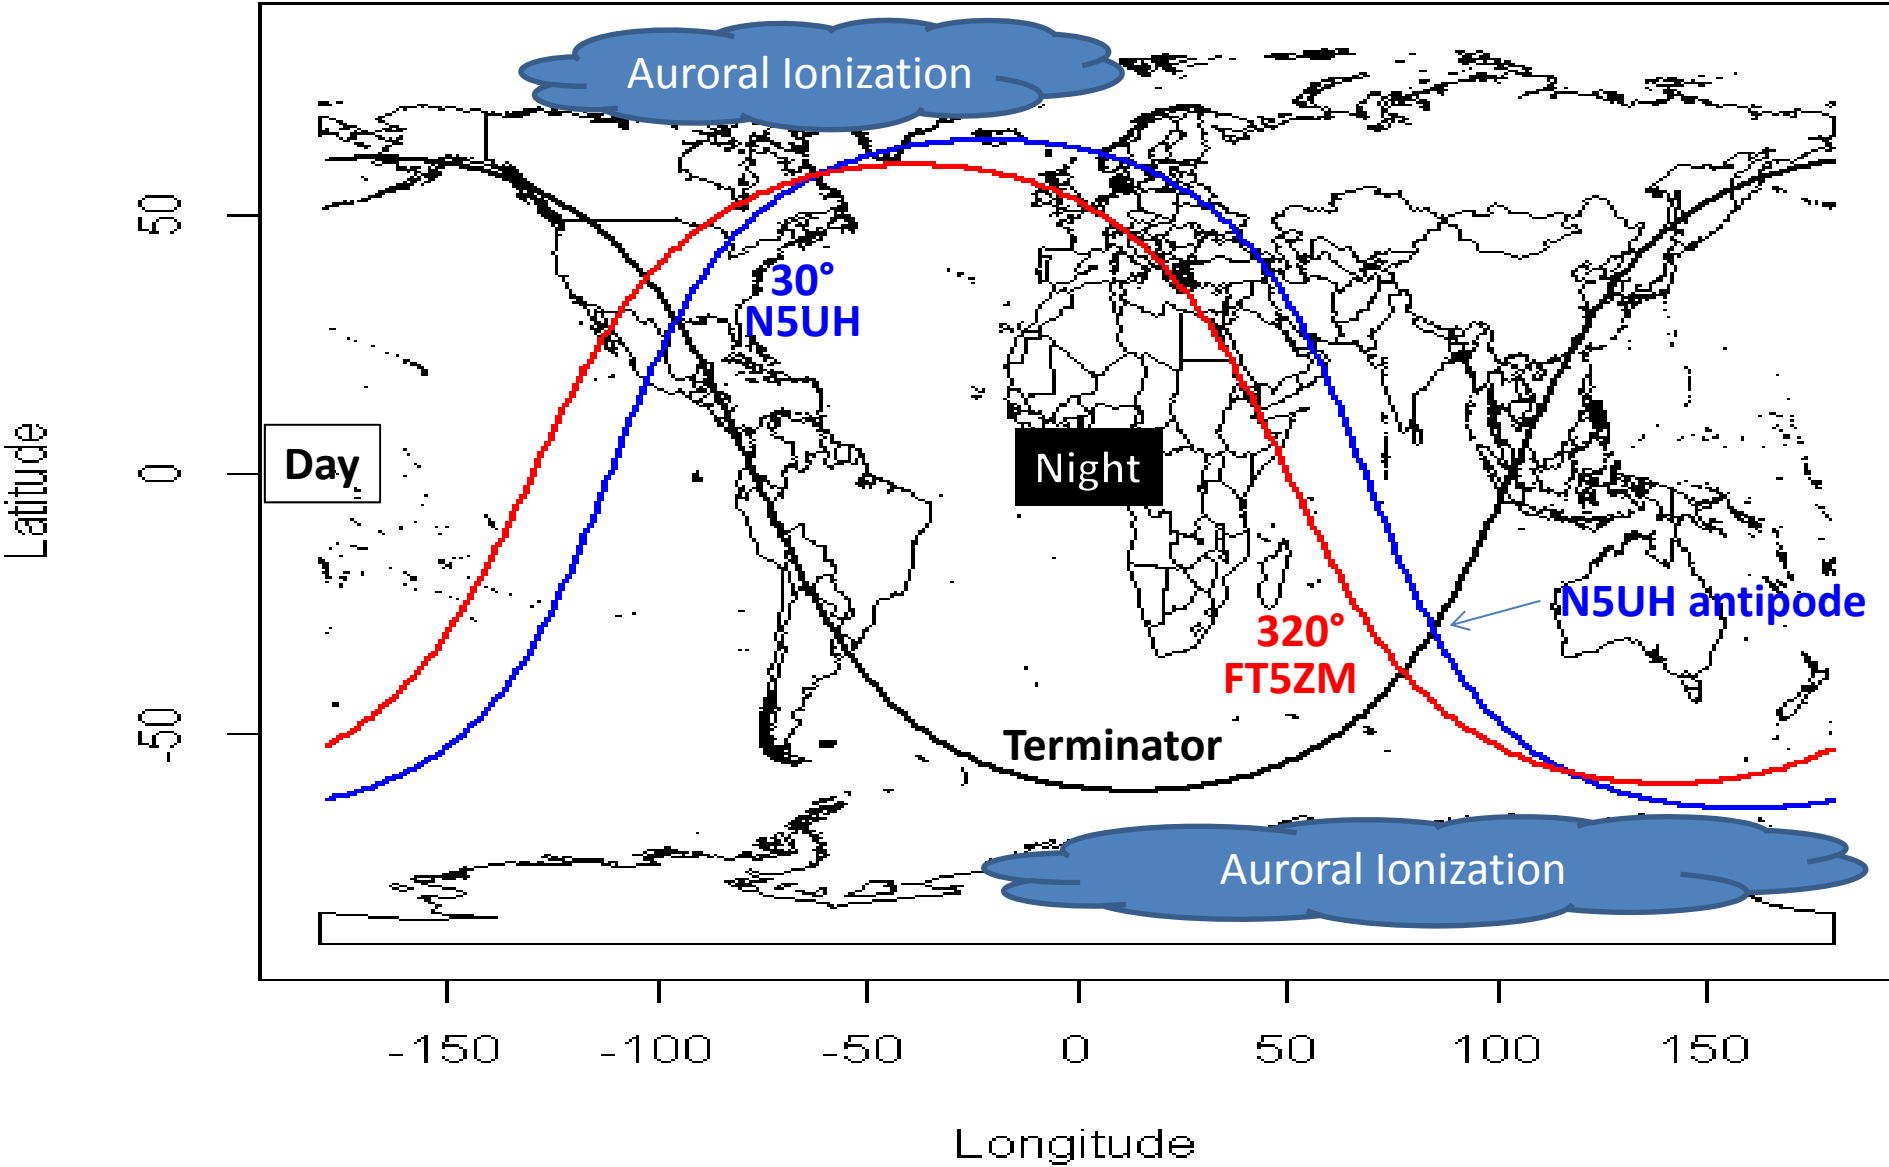 Auroral Ionization
50
30°
N5UH
Latitude
0
Day
Night
N5UH antipode
320°
FT5ZM
-50
Terminator
Auroral Ionization
-150 -100 -50 0 50 100 150
Longitude